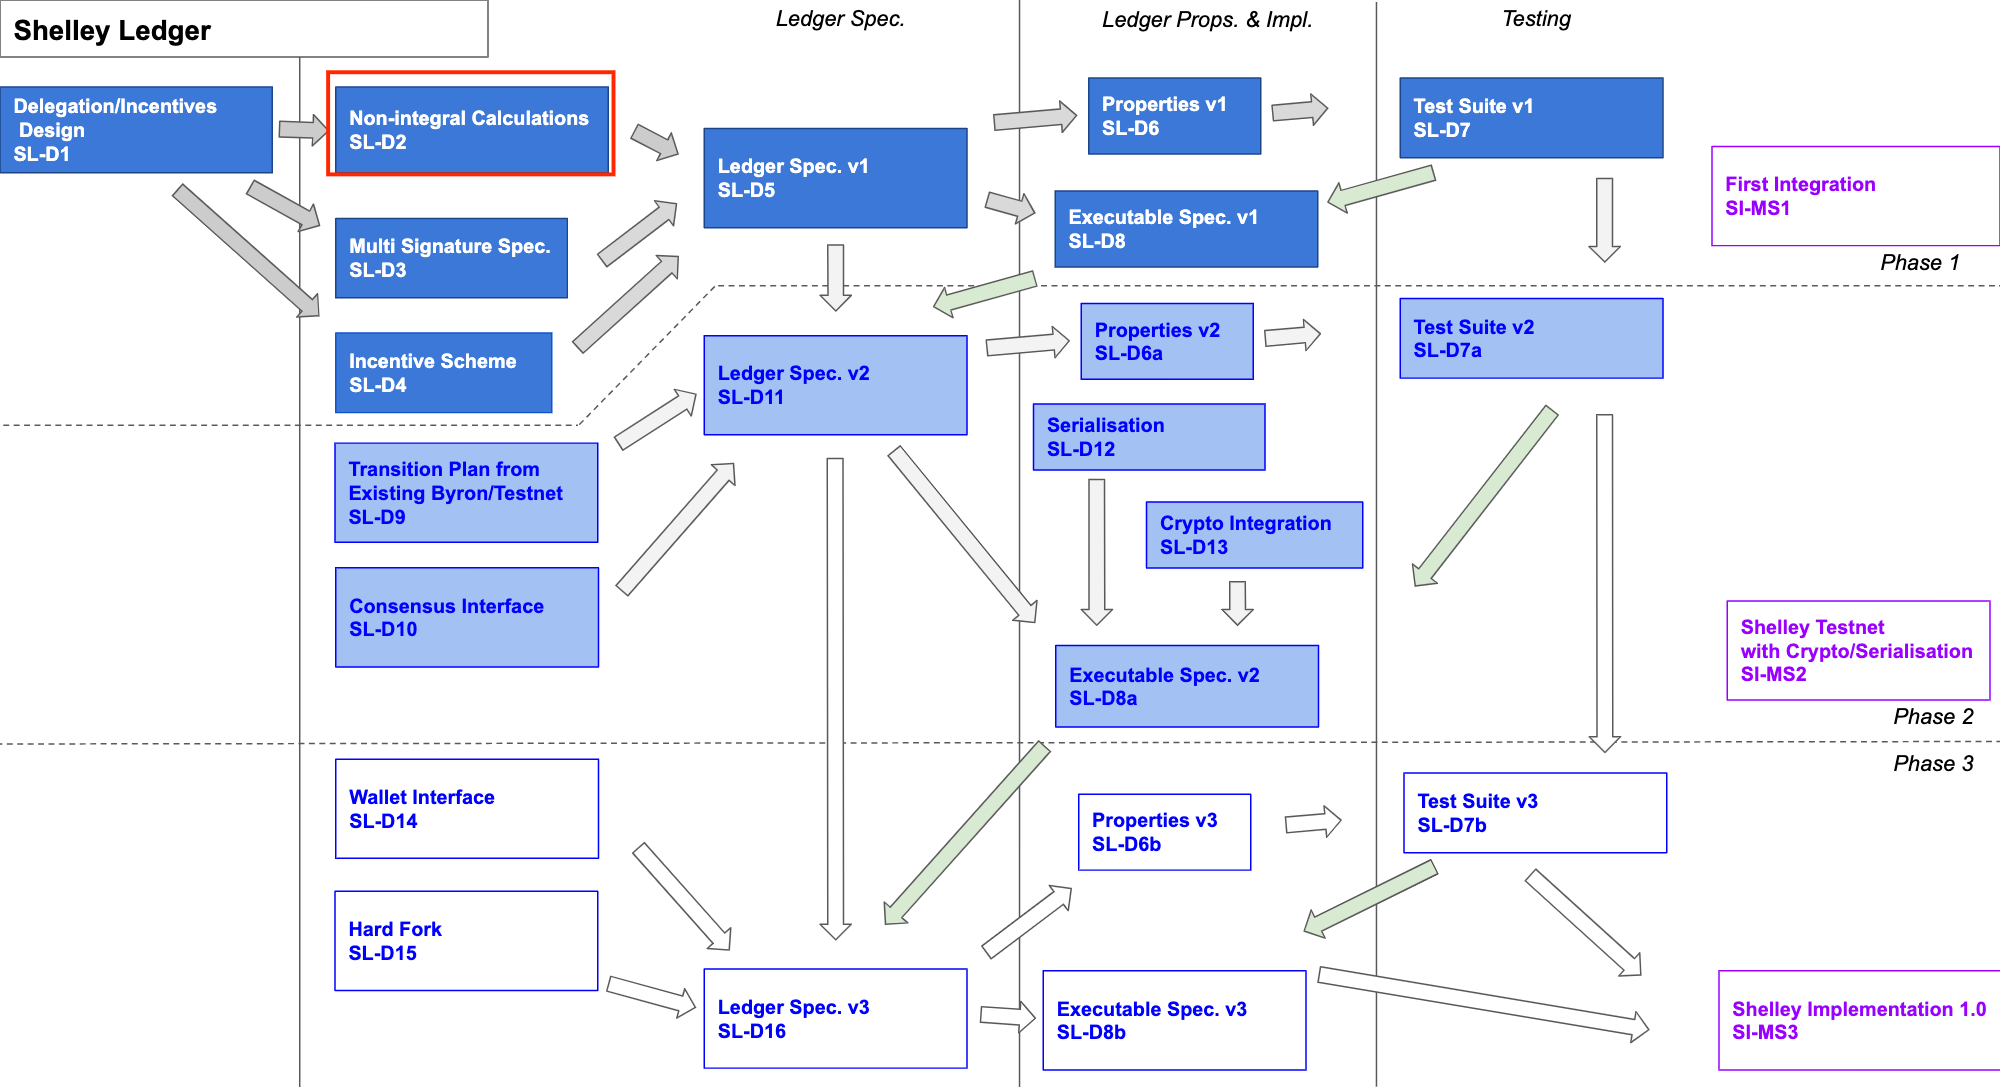 Shelley Ledger
Ledger Spec.
Ledger Props. & Impl.
Testing
Delegation/Incentives
Design
SL-D1
Non-integral Calculations
SL-D2
Multi Signature Spec.
SL-D3
Incentive Scheme
SL-D4
Ledger Spec. v1
SL-D5
Properties v1
SL-D6
Executable Spec. v1
SL-D8
Test Suite v1
SL-D7
First Integration
SI-MS1
Phase 1
Transition Plan from
Existing Byron/Testnet
SL-D9
Consensus Interface
SL-D10
Ledger Spec. v2
SL-D11
Properties v2
SL-D6a
Serialisation
SL-D12
Crypto Integration
SL-D13
Executable Spec. v2
SL-D8a
Test Suite v2
SL-D7a
Shelley Testnet
with Crypto/Serialisation
SI-MS2
Phase 2
Phase 3
Wallet Interface
SL-D14
Hard Fork
SL-D15
Ledger Spec. v3
SL-D16
Properties v3
SL-D6b
Executable Spec. v3
SL-D8b
Test Suite v3
SL-D7b
Shelley Implementation 1.0
SI-MS3